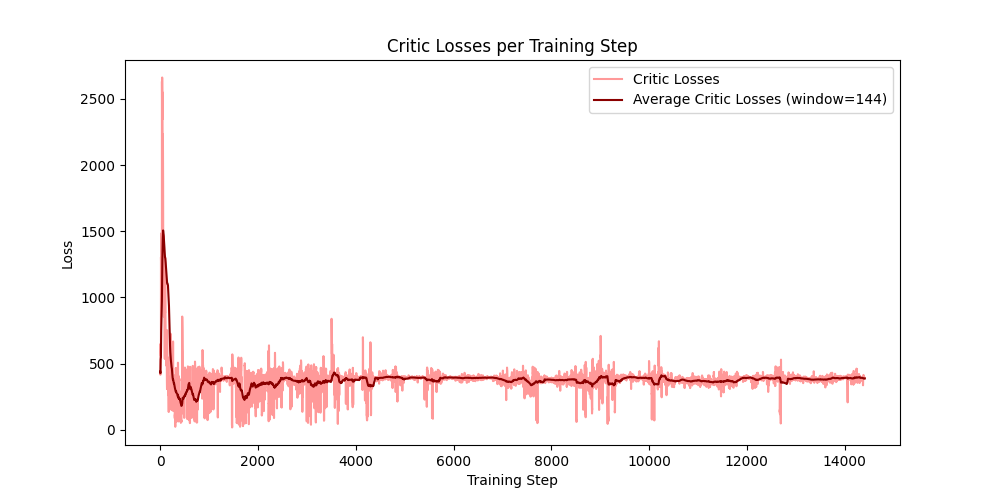 Critic Losses per Training Step
Critic Losses
Average Critic Losses (window=144)
2500
2000
1500
1000
500
0
Loss
0 2000 4000 6000 8000 10000 12000 14000
Training Step